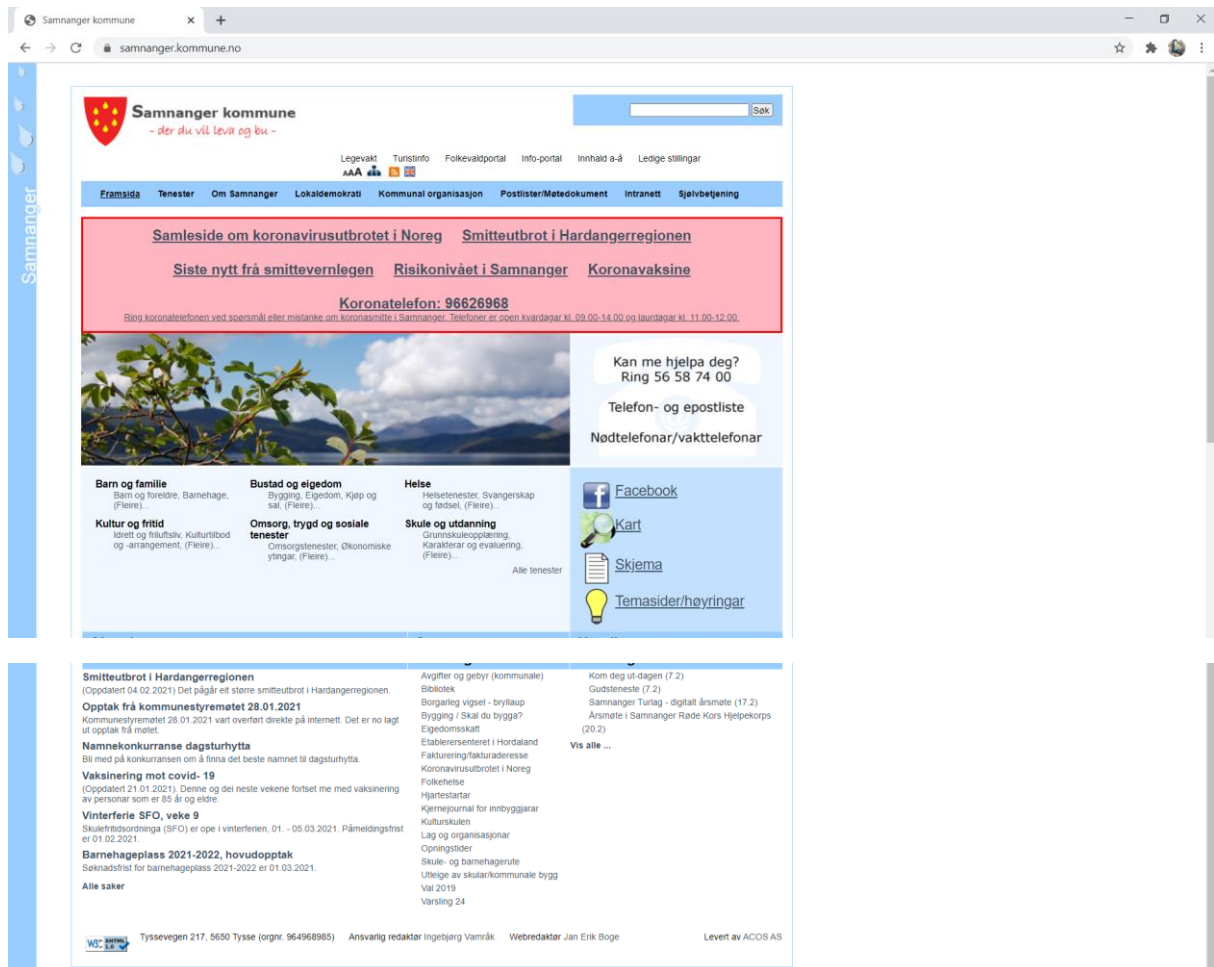 Samnanger kommune
samnanger.kommune.no
Samnanger
Samnanger kommune
- der du vil leva og bu -
Søk
Legevakt Turistinfo Folkevaldportal Info-portal Innhald a-å Ledige stillingar
AAA
Framsida Tenester Om Samnanger Lokaldemokrati Kommunal organisasjon Postlister/Møtedokument Intranett Sjølvbetjening
Samleside om koronavirusutbrotet i Noreg Smitteutbrot i Hardangerregionen
Siste nytt frå smittevernlegen Risikonivået i Samnanger Koronavaksine
Koronatelefon: 96626968
Ring koronatelefonen ved spørsmål eller mistanke om koronasmitte i Samnanger. Telefoner er open kvardagar kl. 09.00-14.00 og laurdagar kl. 11.00-12.00.
Kan me hjelpa deg?
Ring 56 58 74 00
Telefon- og epostliste
Nødtelefonar/vakttelefonar
Barn og familie
Barn og foreldre, Barnehage,
(Fleire)...
Bustad og eigedom
Bygging, Eigedom, Kjøp og
sal, (Fleire)...
Helse
Helsetenester, Svangerskap
og fødsel, (Fleire)...
Kultur og fritid
Idrett og friluftsliv, Kulturtilbod
og -arrangement, (Fleire)...
Omsorg, trygd og sosiale
tenester
Omsorgstenester, Økonomiske
ytingar, (Fleire)...
Skule og utdanning
Grunnskuleopplæring,
Karakterar og evaluering,
(Fleire)...
Alle tenester
Facebook
Kart
Skjema
Temasider/høyringar
Smitteutbrot i Hardangerregionen
(Oppdatert 04.02.2021) Det pågår eit større smitteutbrot i Hardangerregionen.
Opptak frå kommunestyremøtet 28.01.2021
Kommunestyremøtet 28.01.2021 vart overført direkte på internett. Det er no lagt
ut opptak frå møtet.
Namnekonkurranse dagsturhytta
Bli med på konkurransen om å finna det beste namnet til dagsturhytta.
Vaksinering mot covid- 19
(Oppdatert 21.01.2021). Denne og dei neste vekene fortset me med vaksinering
av personar som er 85 år og eldre.
Vinterferie SFO, veke 9
Skulefritidsordninga (SFO) er ope i vinterferien, 01. - 05.03.2021. Påmeldingsfrist
er 01.02.2021.
Barnehageplass 2021-2022, hovudopptak
Søknadsfrist for barnehageplass 2021-2022 er 01.03.2021.
Alle saker
Avgifter og gebyr (kommunale)
Bibliotek
Borgarleg vigsel - bryllaup
Bygging / Skal du bygga?
Eigedomsskatt
Etablerersenteret i Hordaland
Fakturering/fakturaderesse
Koronavirusutbrotet i Noreg
Folkehelse
Hjartestartar
Kjernejournal for innbyggjarar
Kulturskulen
Lag og organisasjonar
Opningstider
Skule- og barnehagerute
Utleige av skular/kommunale bygg
Val 2019
Varsling 24
Kom deg ut-dagen (7.2)
Gudsteneste (7.2)
Samnanger Turlag - digitalt årsmøte (17.2)
Årsmøte i Samnanger Røde Kors Hjelpekorps
(20.2)
Vis alle ...
W3C XHTML 1.0
Tyssevegen 217, 5650 Tysse (orgnr. 964968985) Ansvarlig redaktør Ingebjørg Vamråk Webredaktør Jan Erik Boge Levert av ACOS AS